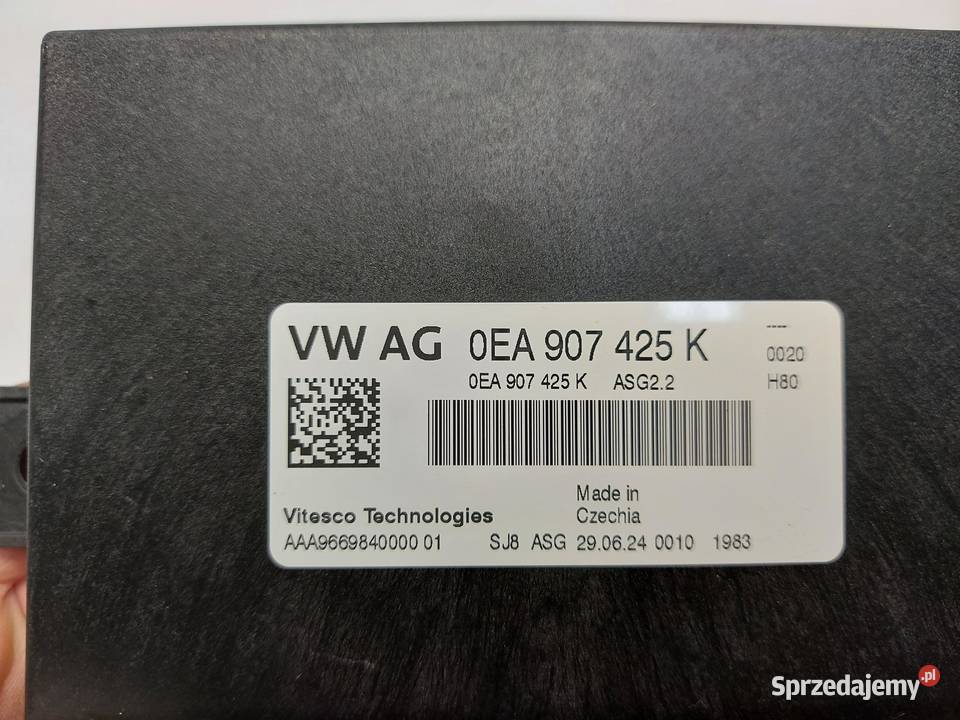 VW AG 0EA 907 425 K ----
0020
0EA 907 425 K ASG2.2 H80
Made in
Vitesco Technologies Czechia
AAA9669840000 01 SJ8 ASG 29.06.24 0010 1983
Sprzedajemy.pl